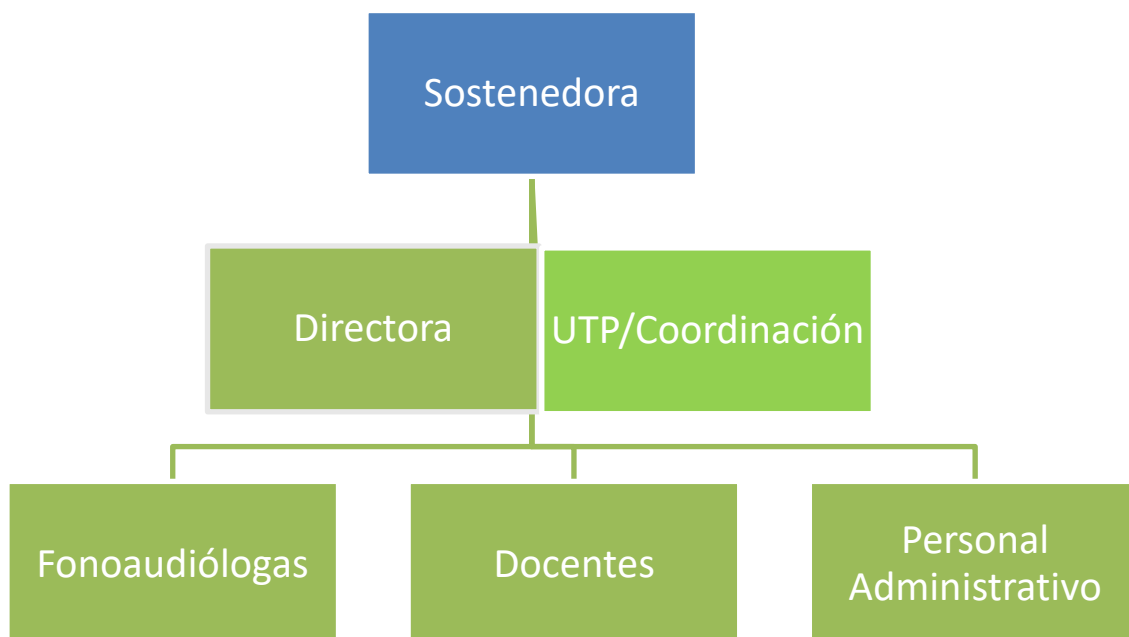 Sostenedora
Directora
UTP/Coordinación
Fonoaudiólogas
Docentes
Personal
Administrativo